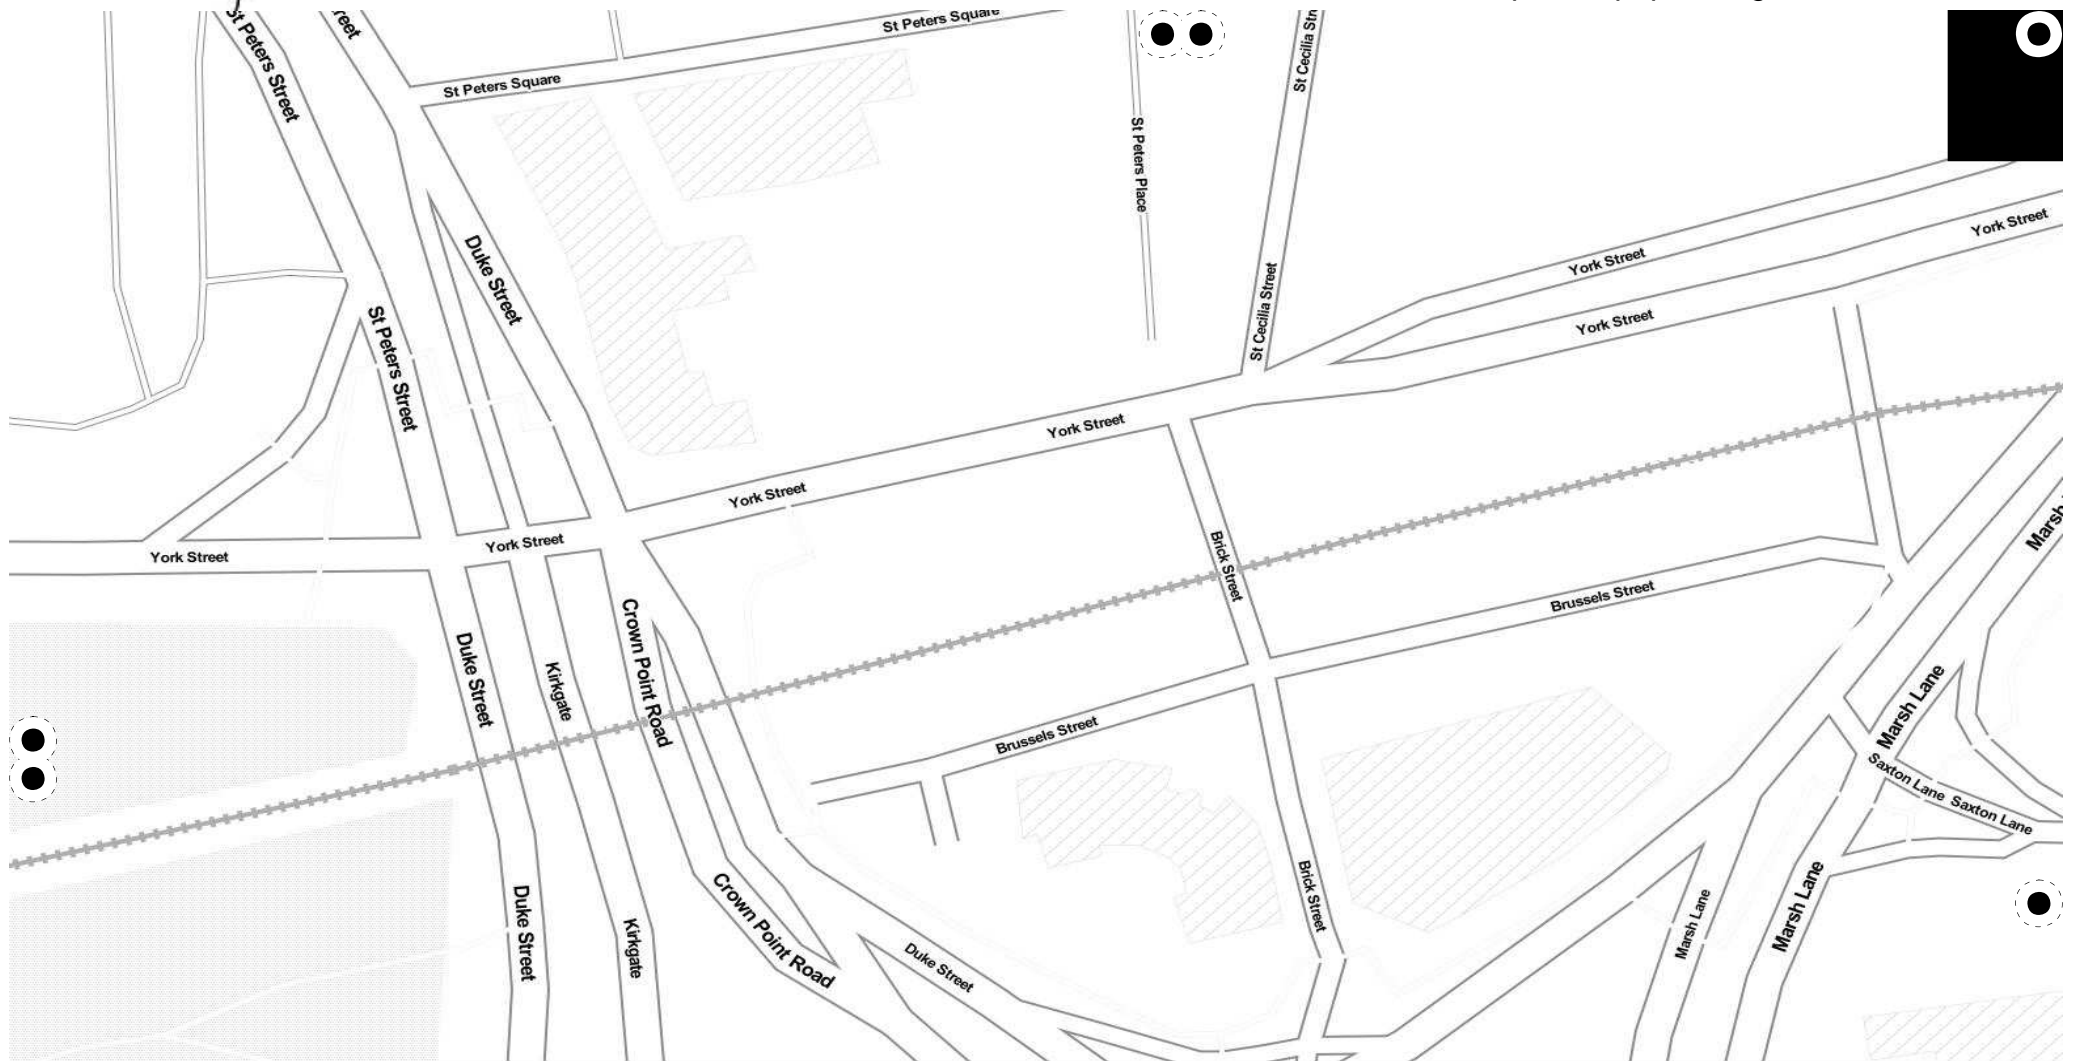 St Peters Street
St Peters Square
St Peters Square
St Cecilia Str
St Peters Place
York Street
York Street
Duke Street
St Cecilia Street
York Street
St Peters Street
York Street
York Street
Marsh
York Street
York Street
Brick Street
Brussels Street
Crown Point Road
Duke Street
Kirkgate
Marsh Lane
Brussels Street
Saxton Lane
Saxton Lane
Crown Point Road
Brick Street
Marsh Lane
Marsh Lane
Duke Street
Kirkgate
Duke Street